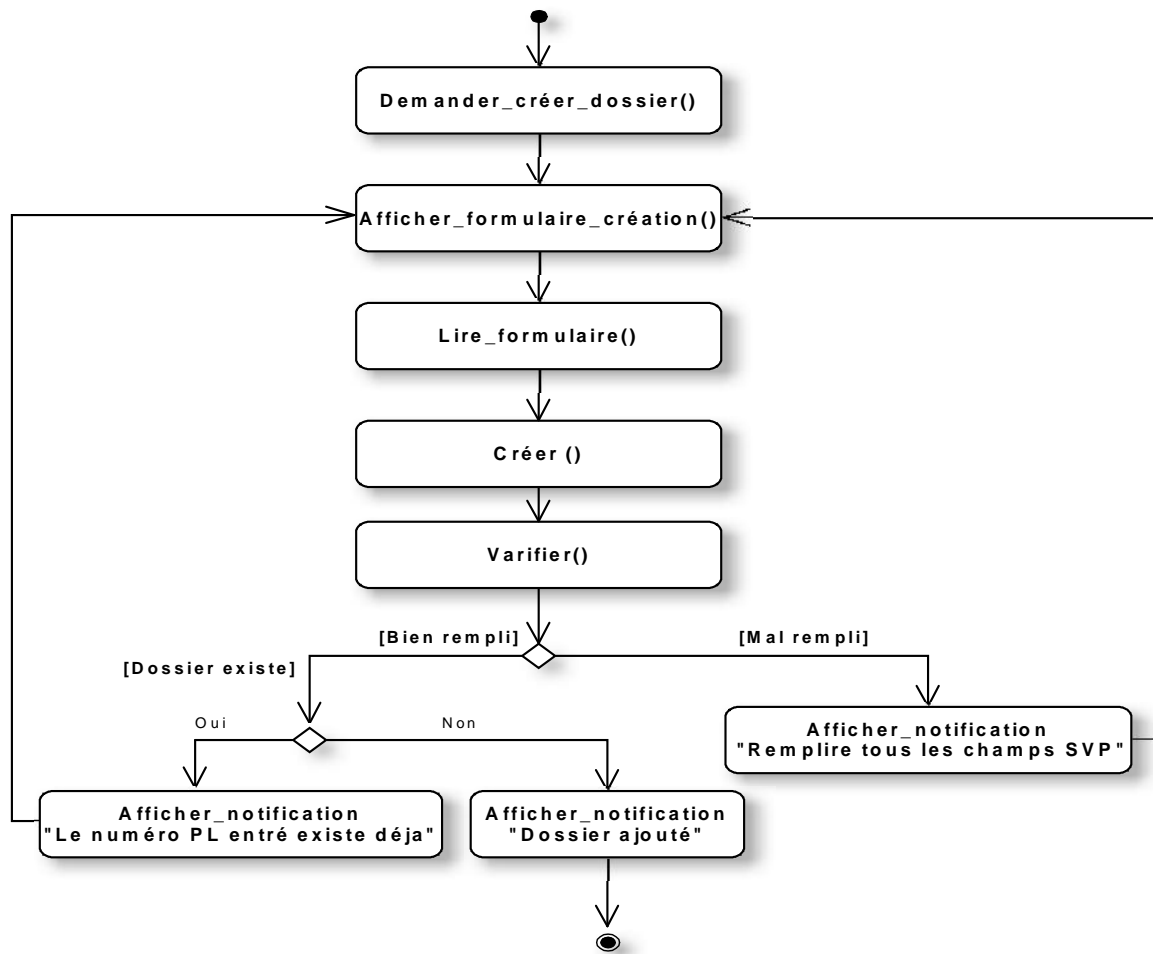 Demander_créer_dossier()
Afficher_formulaire_création()
Lire_formulaire()
Créer ()
Varifier()
[Bien rempli]
[Mal rempli]
[Dossier existe]
Oui
Non
Afficher_notification
"Remplire tous les champs SVP"
Afficher_notification
"Le numéro PL entré existe déja"
Afficher_notification
"Dossier ajouté"